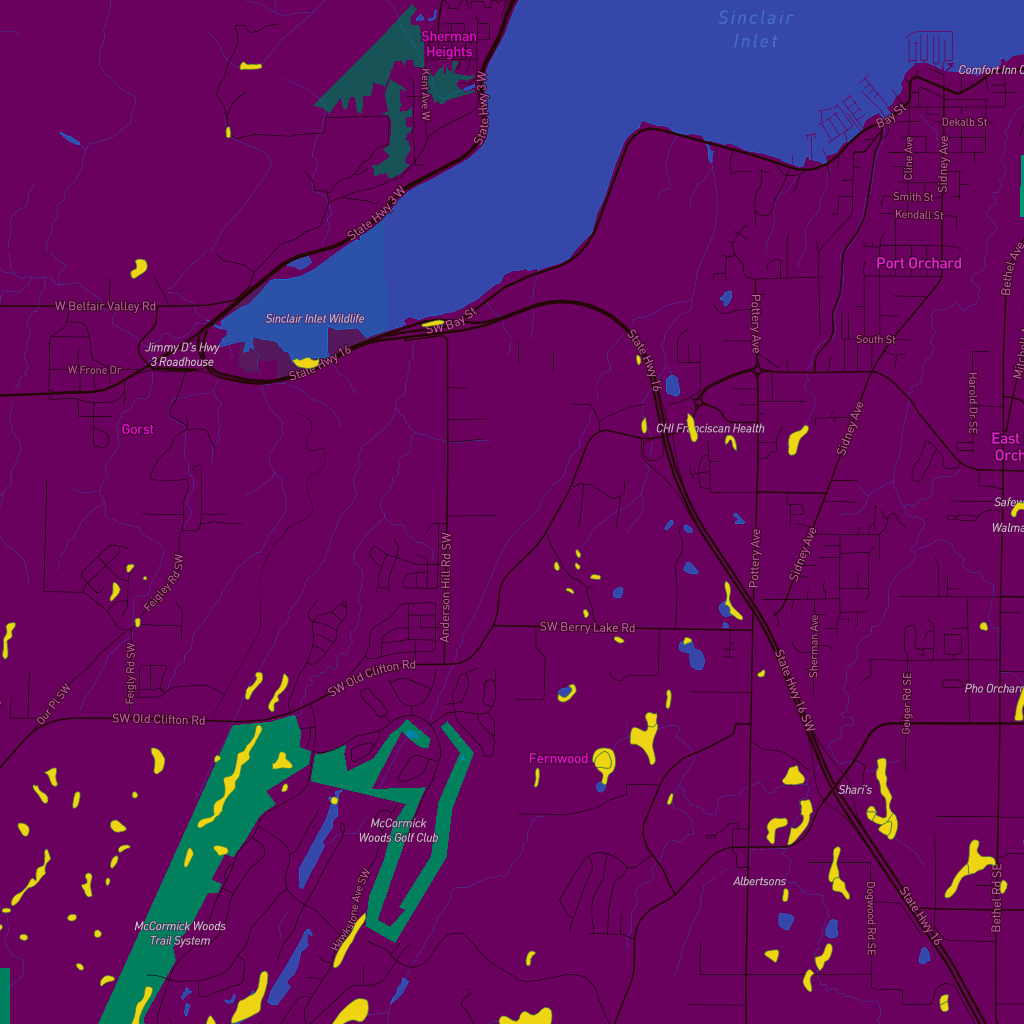 Sinclair
Inlet
Sherman
Heights
Kent Ave W
State Hwy 3 W
Comfort Inn
Bay St
Dekalb St
Cline Ave
Sidney Ave
Smith St
Kendall St
State Hwy 3 W
Port Orchard
Bethel Ave
W Belfair Valley Rd
Sinclair Inlet Wildlife
SW Bay St
Pottery Ave
South St
Jimmy D's Hwy
3 Roadhouse
State Hwy 16
State Hwy 16
W Frone Dr
Harold Dr SE
Mitchell
Gorst
CHI Franciscan Health
Sidney Ave
East
Orch
Safew
Walma
Anderson Hill Rd SW
Pottery Ave
Sidney Ave
Feigley Rd SW
SW Berry Lake Rd
Sherman Ave
Feigly Rd SW
SW Old Clifton Rd
State Hwy 16 SW
Our Pl SW
SW Old Clifton Rd
Geiger Rd SE
Pho Orchar
Fernwood
Shari's
McCormick
Woods Golf Club
Albertsons
Hawkstone Ave SW
Dogwood Rd SE
State Hwy 16
Bethel Rd SE
McCormick Woods
Trail System